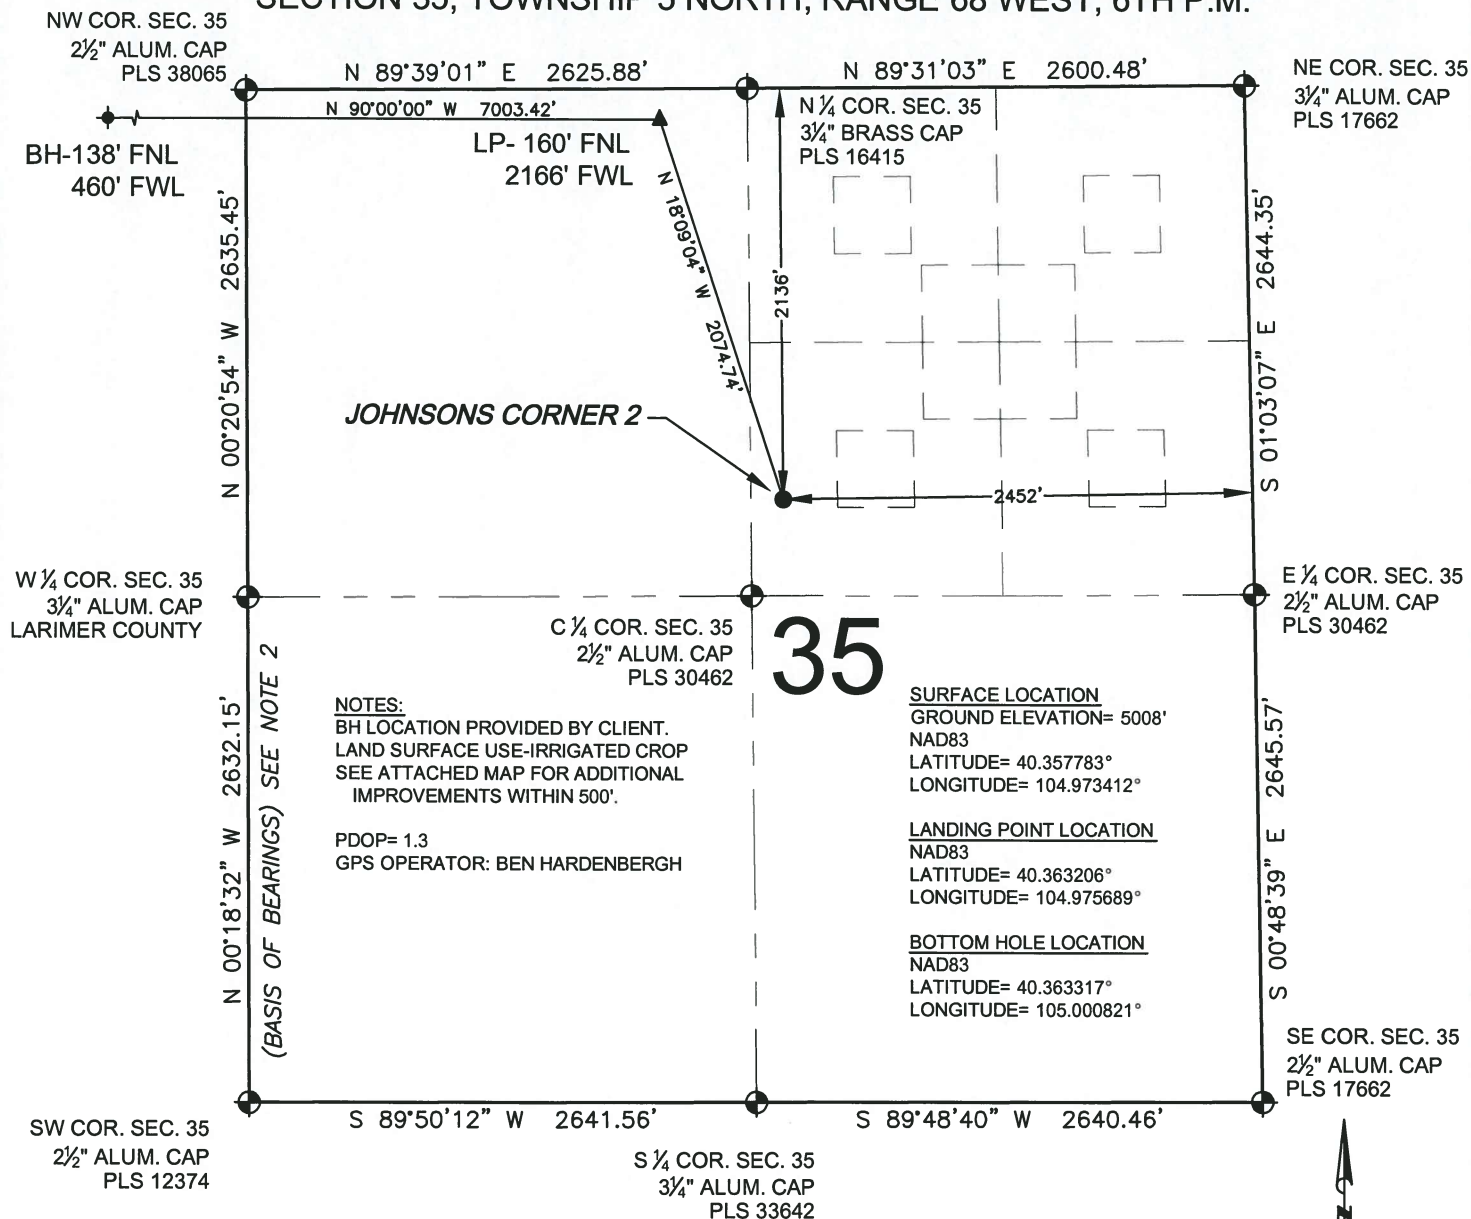 SECTION 35, TOWNSHIP 5 NORTH, RANGE 68 WEST, 6TH P.M.
NW COR. SEC. 35
2½" ALUM. CAP
PLS 38065
N 89°39'01" E 2625.88'
N 89°31'03" E 2600.48'
NE COR. SEC. 35
3¼" ALUM. CAP
PLS 17662
N 90°00'00" W 7003.42'
BH-138' FNL
460' FWL
LP- 160' FNL
2166' FWL
N ¼ COR. SEC. 35
3¼" BRASS CAP
PLS 16415
N 00°20'54" W 2635.45'
N 18°09'04" W 2074.74'
2136'
S 01°03'07" E 2644.35'
JOHNSONS CORNER 2
2452'
W ¼ COR. SEC. 35
3¼" ALUM. CAP
LARIMER COUNTY
C ¼ COR. SEC. 35
2½" ALUM. CAP
PLS 30462
35
E ¼ COR. SEC. 35
2½" ALUM. CAP
PLS 30462
N 00°18'32" W 2632.15'
(BASIS OF BEARINGS) SEE NOTE 2
NOTES:
BH LOCATION PROVIDED BY CLIENT.
LAND SURFACE USE-IRRIGATED CROP
SEE ATTACHED MAP FOR ADDITIONAL
IMPROVEMENTS WITHIN 500'.
PDOP= 1.3
GPS OPERATOR: BEN HARDENBERGH
SURFACE LOCATION
GROUND ELEVATION= 5008'
NAD83
LATITUDE= 40.357783°
LONGITUDE= 104.973412°
LANDING POINT LOCATION
NAD83
LATITUDE= 40.363206°
LONGITUDE= 104.975689°
BOTTOM HOLE LOCATION
NAD83
LATITUDE= 40.363317°
LONGITUDE= 105.000821°
S 00°48'39" E 2645.57'
SE COR. SEC. 35
2½" ALUM. CAP
PLS 17662
SW COR. SEC. 35
2½" ALUM. CAP
PLS 12374
S 89°50'12" W 2641.56'
S 89°48'40" W 2640.46'
S ¼ COR. SEC. 35
3¼" ALUM. CAP
PLS 33642